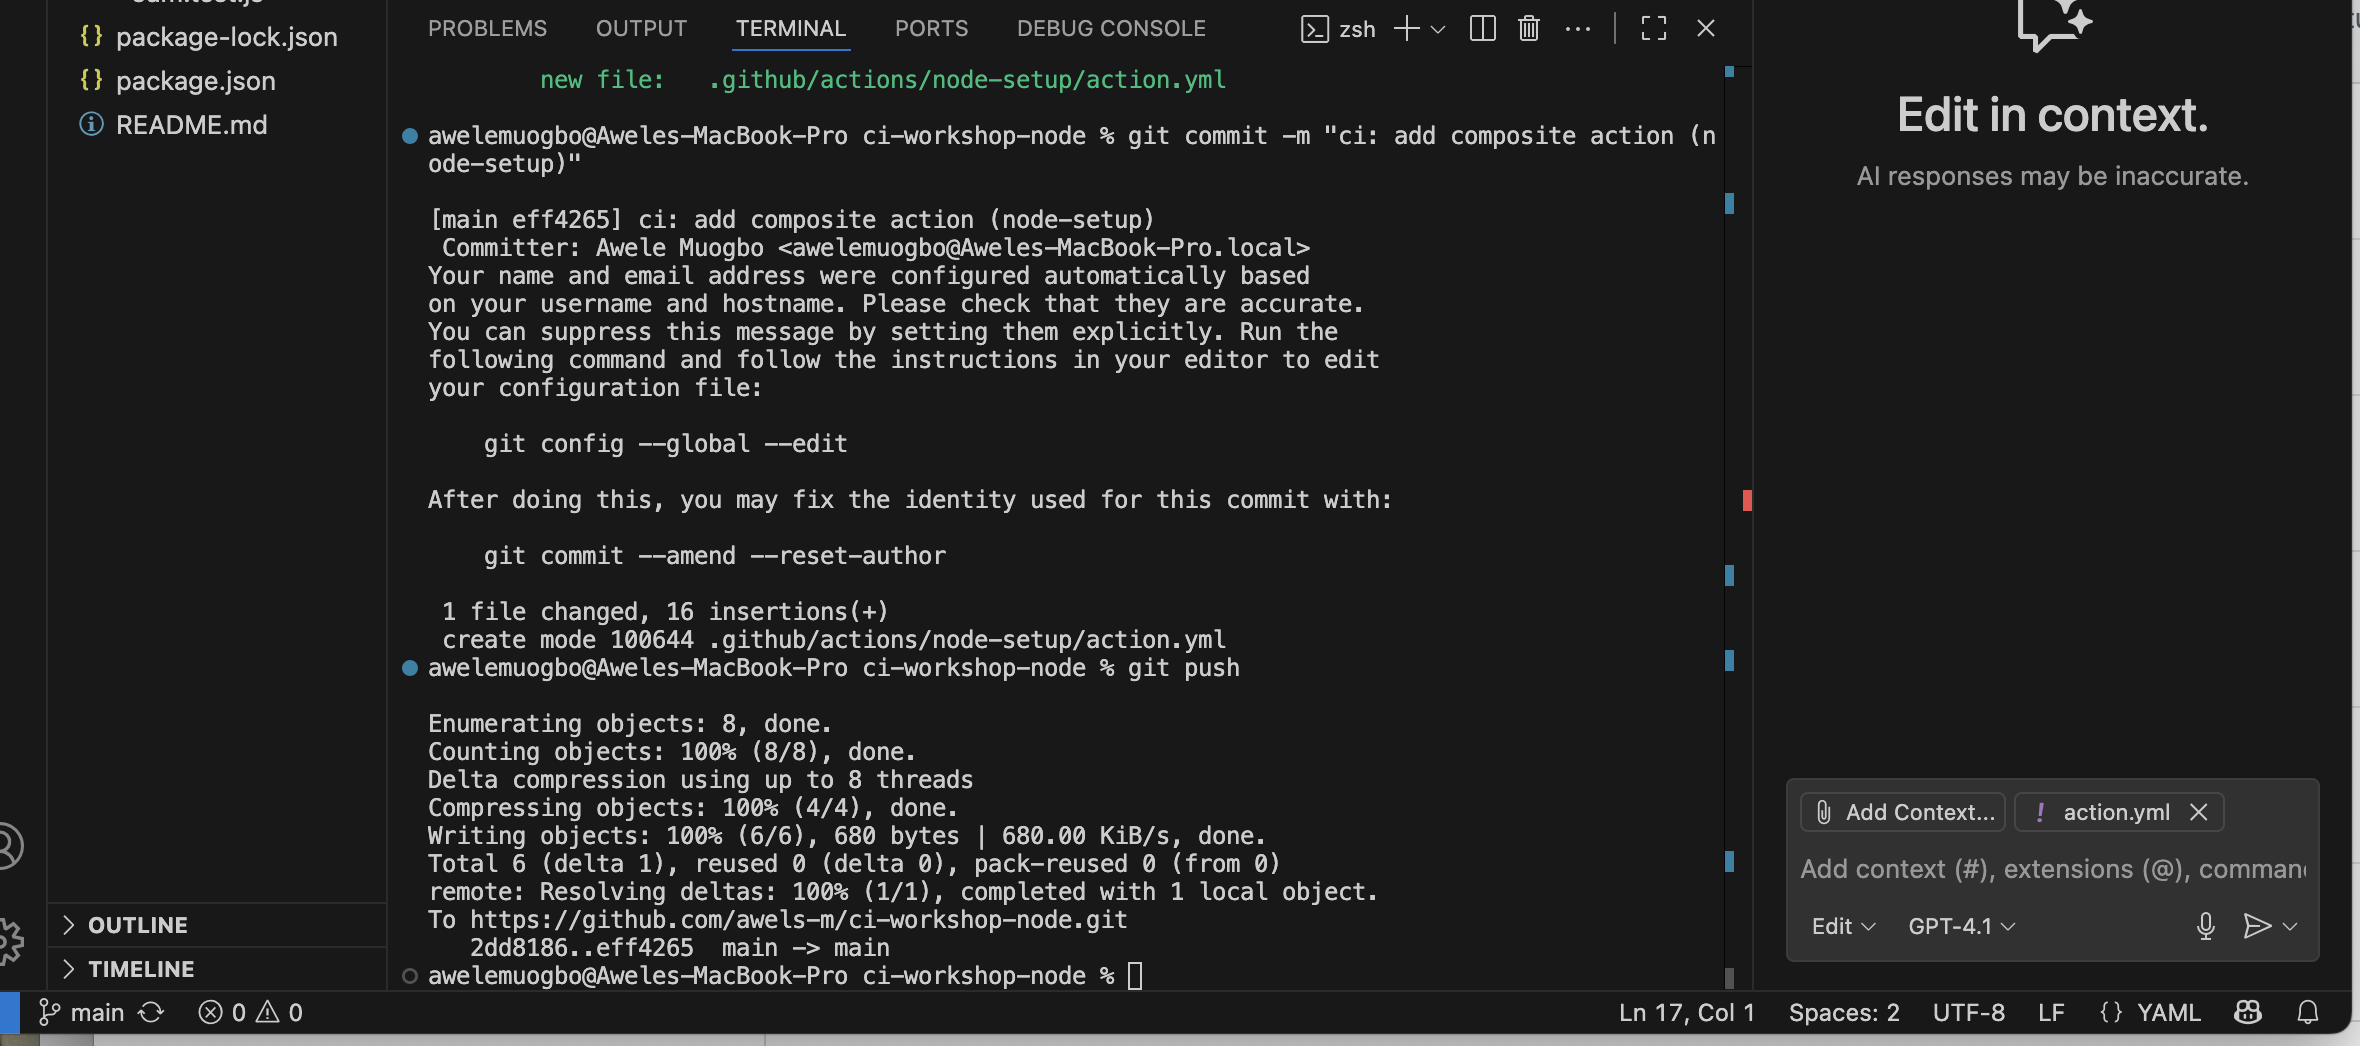 package-lock.json
package.json
README.md
OUTLINE
TIMELINE
PROBLEMS OUTPUT TERMINAL PORTS DEBUG CONSOLE zsh
new file:   .github/actions/node-setup/action.yml
awelemuogbo@Aweles-MacBook-Pro ci-workshop-node % git commit -m "ci: add composite action (n
ode-setup)"
[main eff4265] ci: add composite action (node-setup)
Committer: Awele Muogbo <awelemuogbo@Aweles-MacBook-Pro.local>
Your name and email address were configured automatically based
on your username and hostname. Please check that they are accurate.
You can suppress this message by setting them explicitly. Run the
following command and follow the instructions in your editor to edit
your configuration file:
git config --global --edit
After doing this, you may fix the identity used for this commit with:
git commit --amend --reset-author
1 file changed, 16 insertions(+)
create mode 100644 .github/actions/node-setup/action.yml
awelemuogbo@Aweles-MacBook-Pro ci-workshop-node % git push
Enumerating objects: 8, done.
Counting objects: 100% (8/8), done.
Delta compression using up to 8 threads
Compressing objects: 100% (4/4), done.
Writing objects: 100% (6/6), 680 bytes | 680.00 KiB/s, done.
Total 6 (delta 1), reused 0 (delta 0), pack-reused 0 (from 0)
remote: Resolving deltas: 100% (1/1), completed with 1 local object.
To https://github.com/awels-m/ci-workshop-node.git
2dd8186..eff4265  main -> main
awelemuogbo@Aweles-MacBook-Pro ci-workshop-node %
Edit in context.
AI responses may be inaccurate.
Add Context... ! action.yml
Add context (#), extensions (@), comman
Edit GPT-4.1
main 0 0 Ln 17, Col 1 Spaces: 2 UTF-8 LF {} YAML